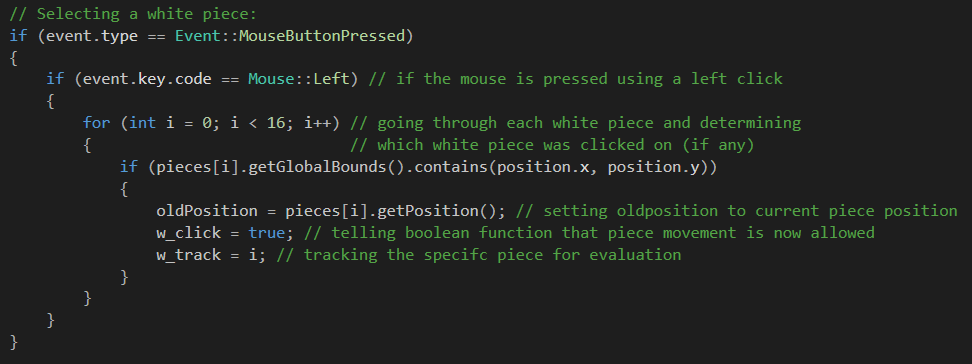 // Selecting a white piece:
if (event.type == Event::MouseButtonPressed)
{
    if (event.key.code == Mouse::Left) // if the mouse is pressed using a left click
    {
        for (int i = 0; i < 16; i++) // going through each white piece and determining
        {                            // which white piece was clicked on (if any)
            if (pieces[i].getGlobalBounds().contains(position.x, position.y))
            {
                oldPosition = pieces[i].getPosition(); // setting oldposition to current piece position
                w_click = true; // telling boolean function that piece movement is now allowed
                w_track = i; // tracking the specifc piece for evaluation
            }
        }
    }
}